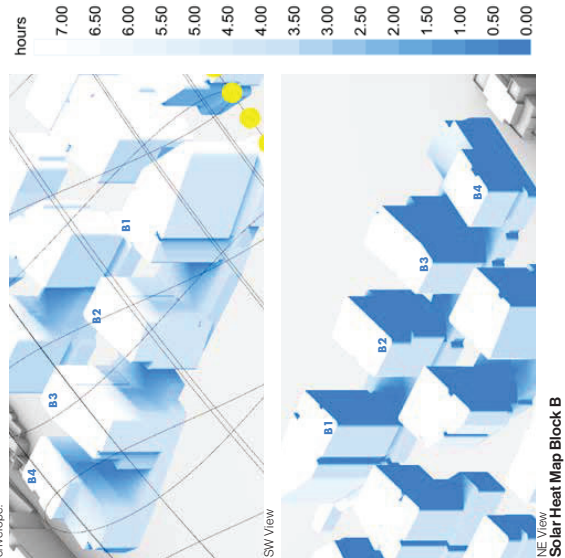 hours
7.00
6.50
6.00
5.50
5.00
4.50
4.00
3.50
3.00
2.50
2.00
1.50
1.00
0.50
0.00
envelope.
B1
B2
B3
B4
SW View
B1
B2
B3
B4
NE View
Solar Heat Map Block B